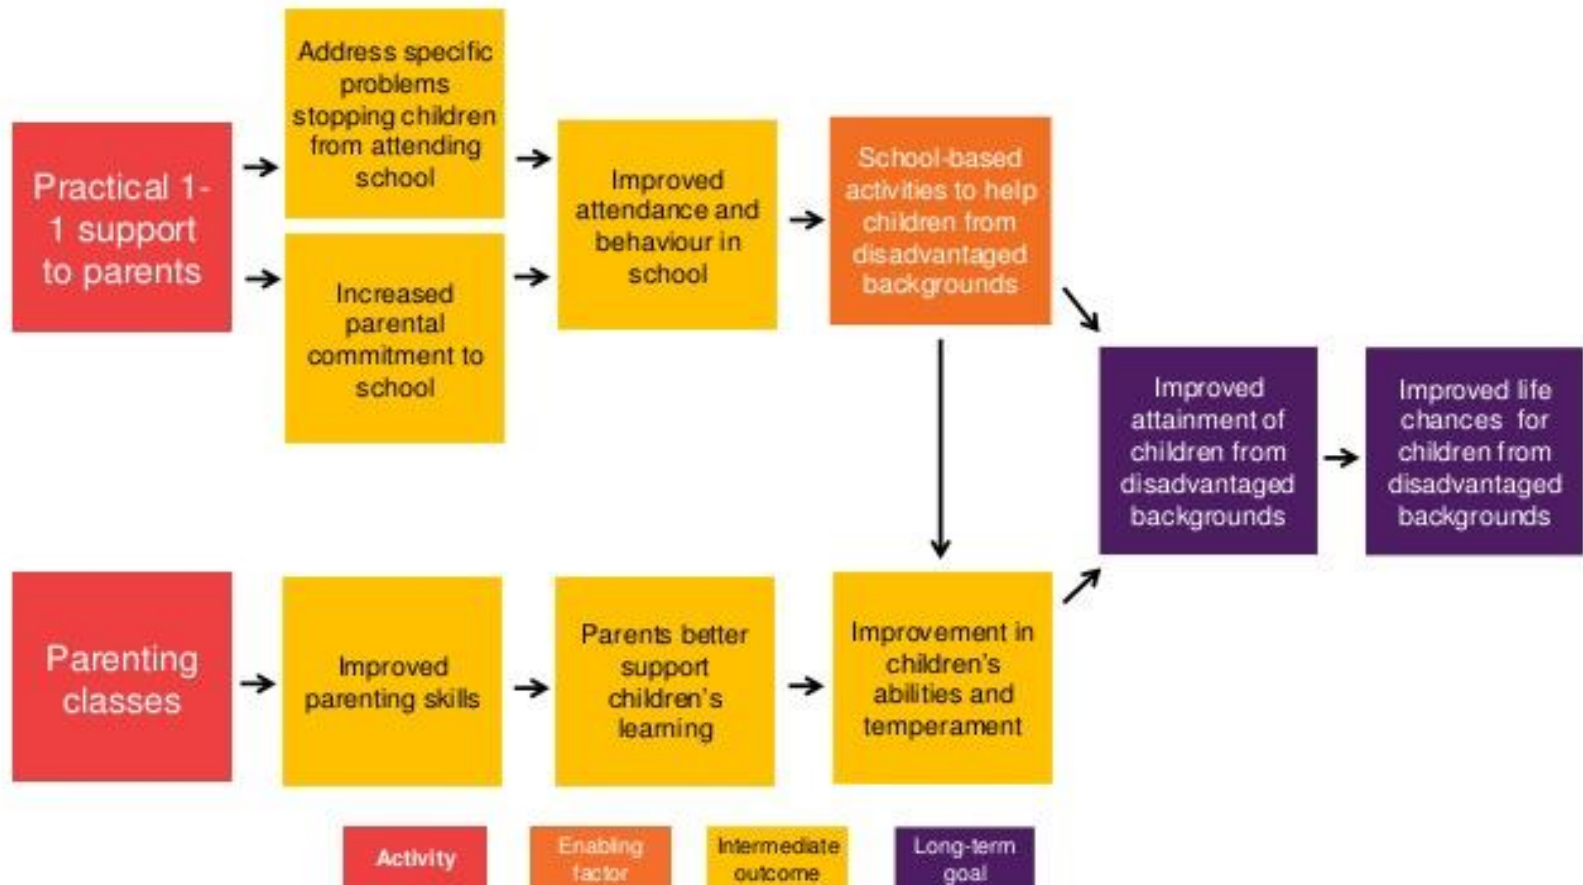 Address specific
problems
stopping children
from attending
school
Practical 1-
1 support
to parents
Increased
parental
commitment to
school
Improved
attendance and
behaviour in
school
School-based
activities to help
children from
disadvantaged
backgrounds
Improved
attainment of
children from
disadvantaged
backgrounds
Improved life
chances for
children from
disadvantaged
backgrounds
Parenting
classes
Improved
parenting skills
Parents better
support
children's
learning
Improvement in
children's
abilities and
temperament
Activity
Enabling
factor
Intermediate
outcome
Long-term
goal